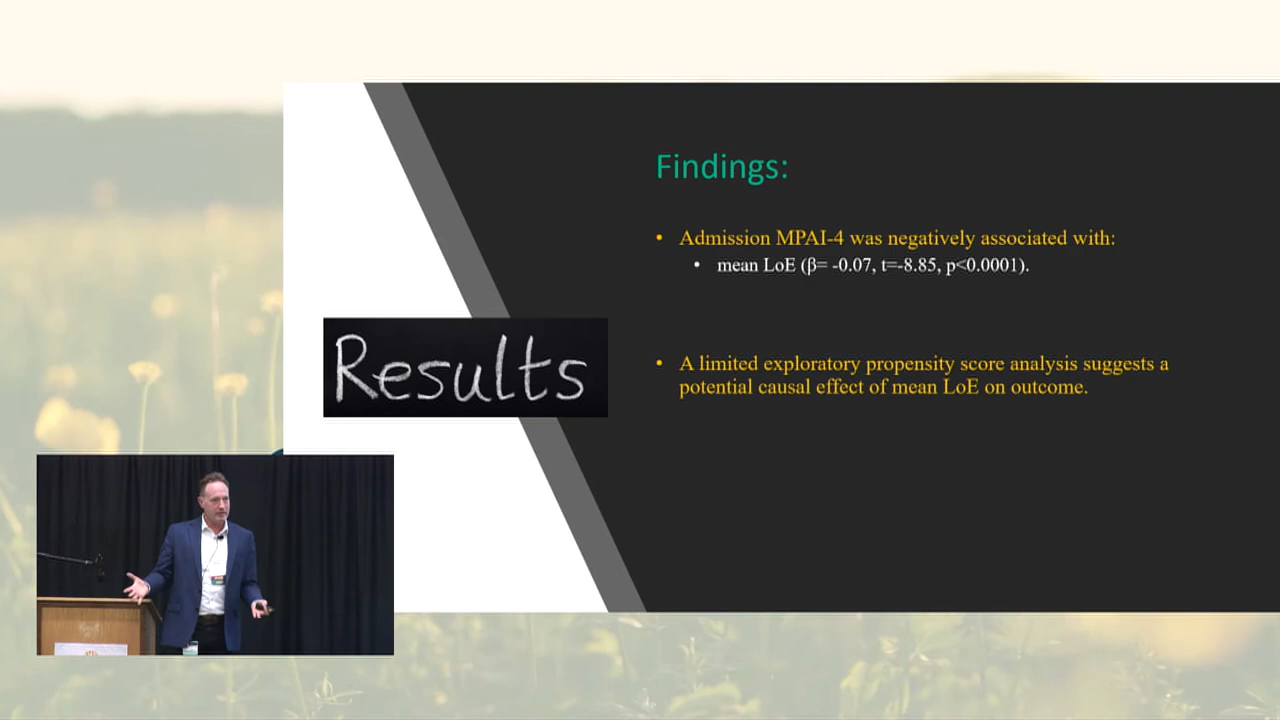 Findings:
• Admission MPAI-4 was negatively associated with:
• mean LoE (β= -0.07, t=-8.85, p<0.0001).
Results
• A limited exploratory propensity score analysis suggests a
potential causal effect of mean LoE on outcome.